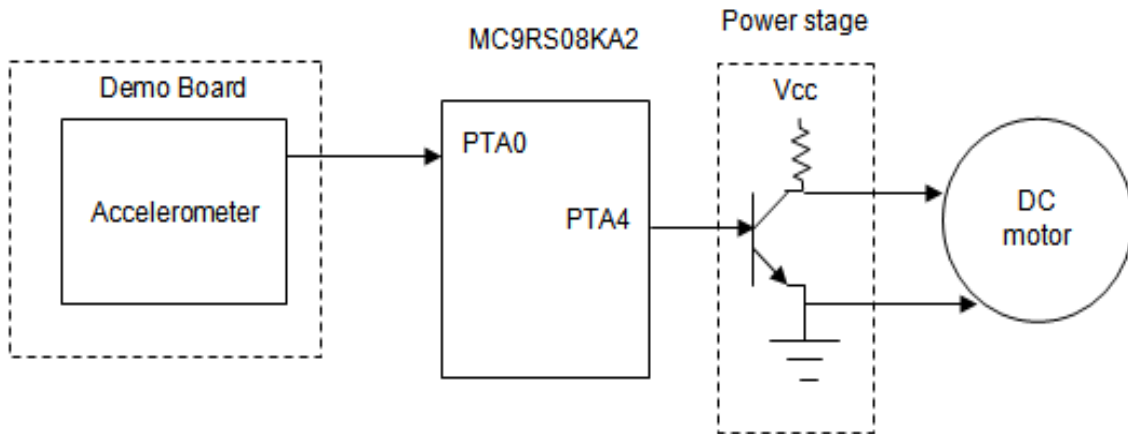 Power stage
MC9RS08KA2
Demo Board
Vcc
PTA0
Accelerometer
PTA4
DC
motor